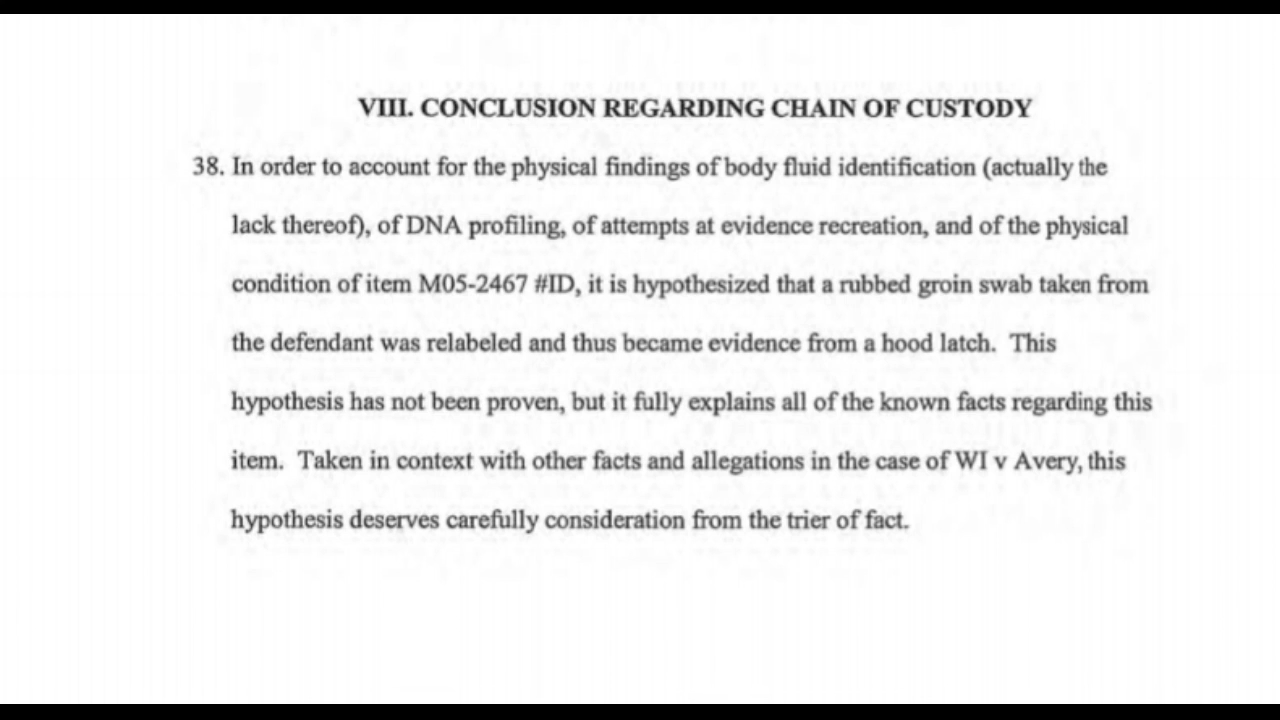 VIII. CONCLUSION REGARDING CHAIN OF CUSTODY
38. In order to account for the physical findings of body fluid identification (actually the
lack thereof), of DNA profiling, of attempts at evidence recreation, and of the physical
condition of item M05-2467 #ID, it is hypothesized that a rubbed groin swab taken from
the defendant was relabeled and thus became evidence from a hood latch. This
hypothesis has not been proven, but it fully explains all of the known facts regarding this
item. Taken in context with other facts and allegations in the case of WI v Avery, this
hypothesis deserves carefully consideration from the trier of fact.